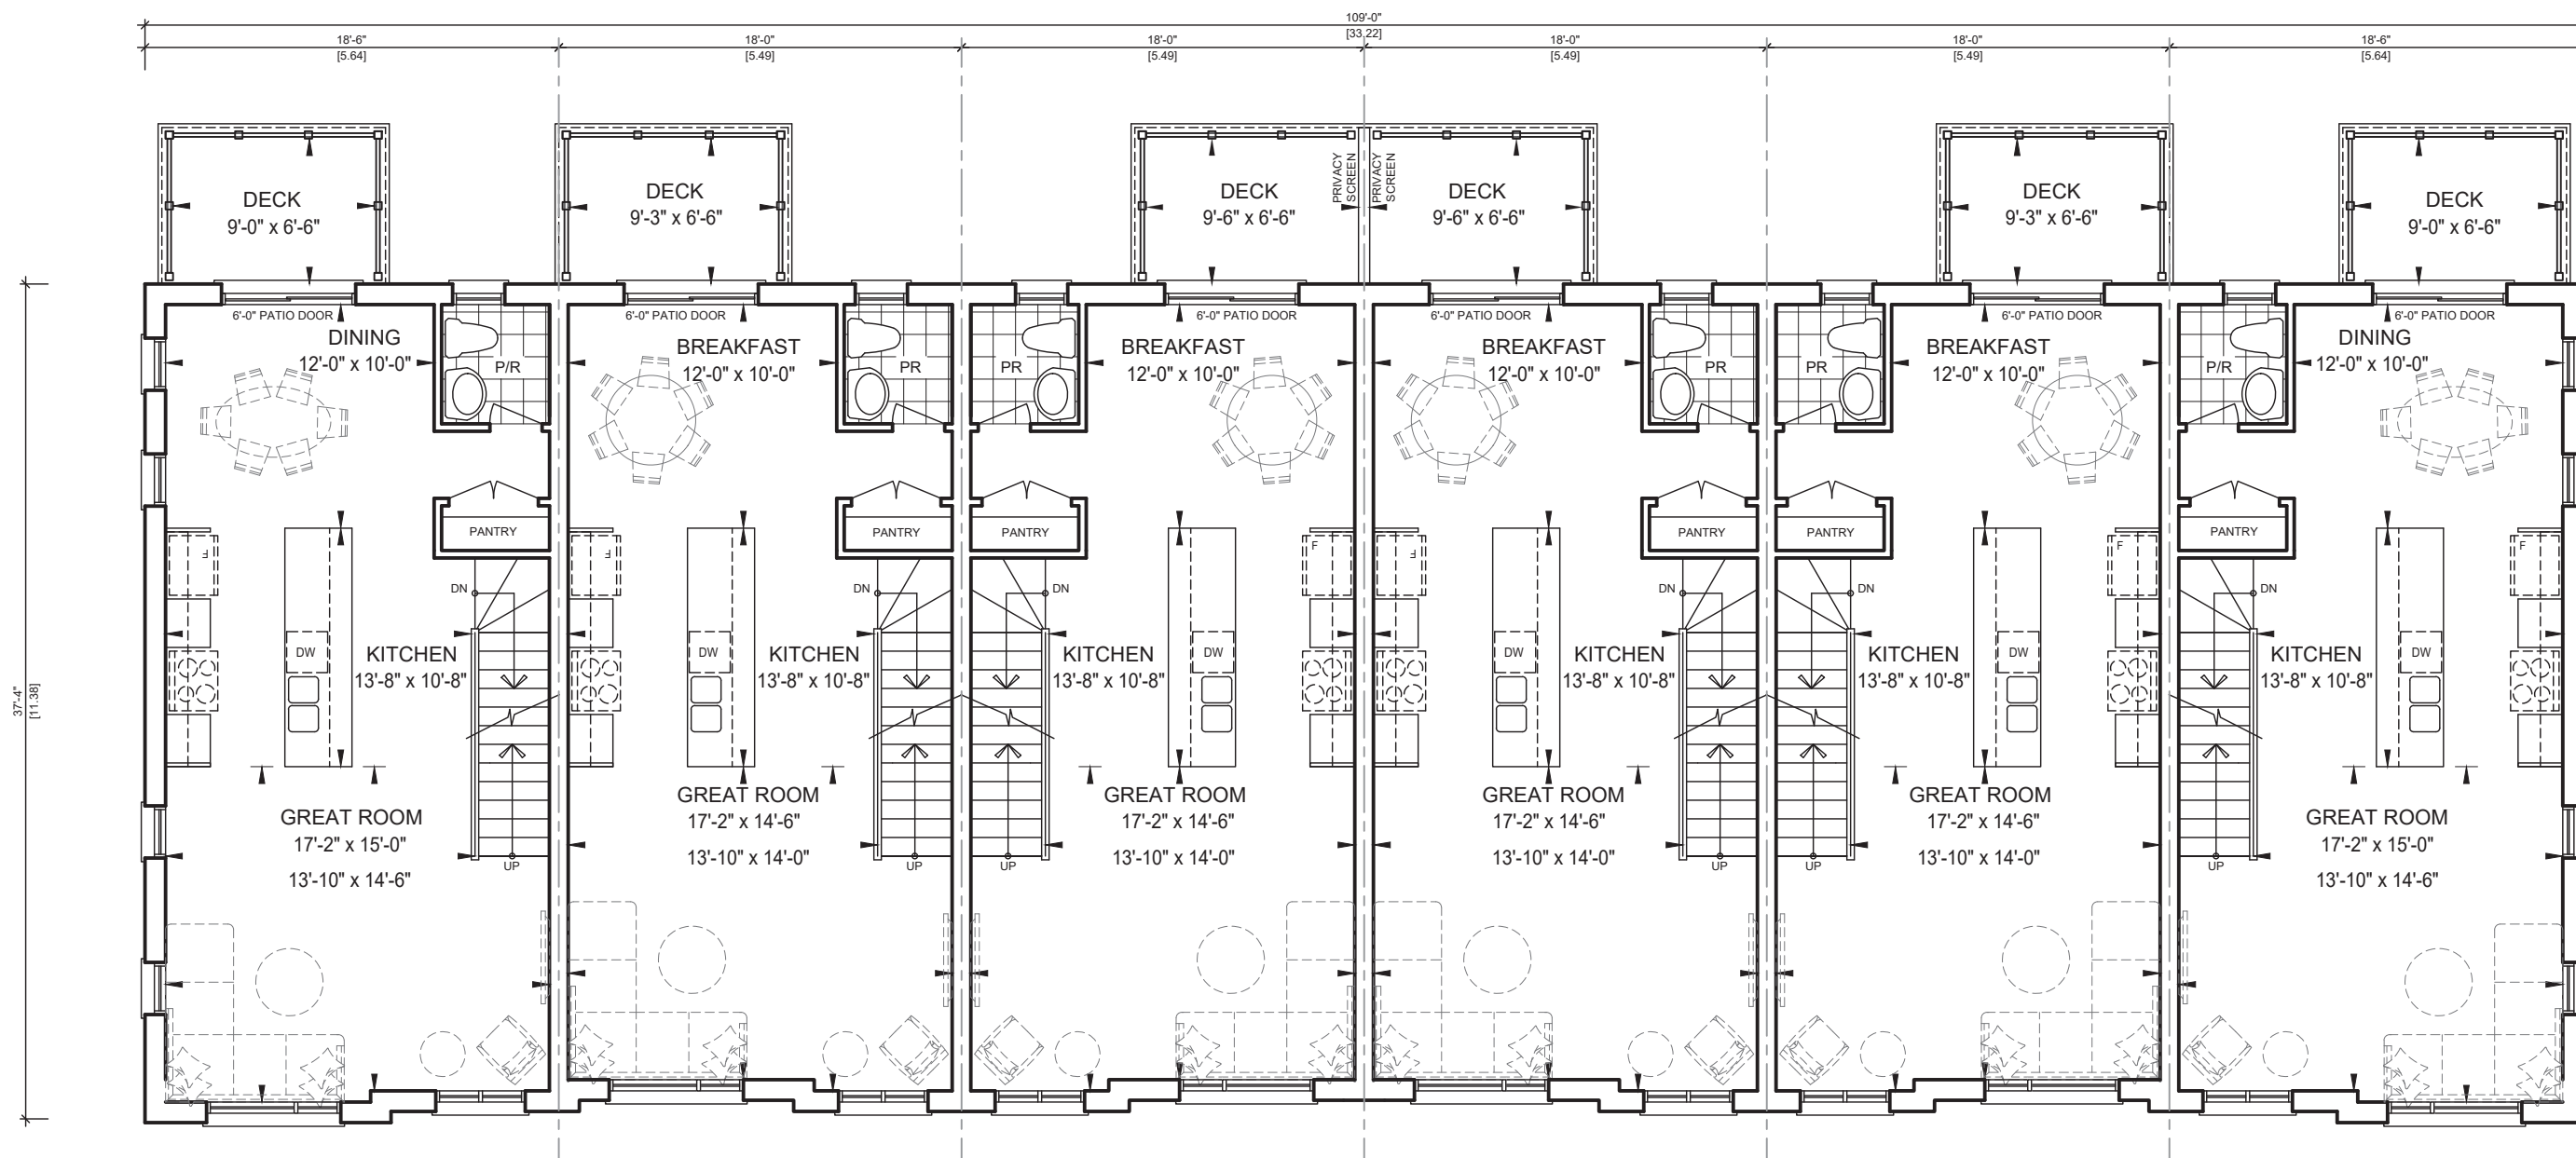 109'-0"
[33.22]
18'-6"
[5.64]
18'-0"
[5.49]
18'-0"
[5.49]
18'-0"
[5.49]
18'-0"
[5.49]
18'-6"
[5.64]
37'-4"
[11.38]
DECK
9'-0" x 6'-6"
DECK
9'-3" x 6'-6"
DECK
9'-6" x 6'-6"
PRIVACY
SCREEN
PRIVACY
SCREEN
DECK
9'-6" x 6'-6"
DECK
9'-3" x 6'-6"
DECK
9'-0" x 6'-6"
6'-0" PATIO DOOR
6'-0" PATIO DOOR
6'-0" PATIO DOOR
6'-0" PATIO DOOR
6'-0" PATIO DOOR
6'-0" PATIO DOOR
DINING
12'-0" x 10'-0"
P/R
BREAKFAST
12'-0" x 10'-0"
PR
PR
BREAKFAST
12'-0" x 10'-0"
BREAKFAST
12'-0" x 10'-0"
PR
PR
BREAKFAST
12'-0" x 10'-0"
P/R
DINING
12'-0" x 10'-0"
PANTRY
PANTRY
PANTRY
PANTRY
PANTRY
PANTRY
F
F
F
F
F
F
DN
DN
DN
DN
DN
DN
DW
DW
DW
DW
DW
DW
KITCHEN
13'-8" x 10'-8"
KITCHEN
13'-8" x 10'-8"
KITCHEN
13'-8" x 10'-8"
KITCHEN
13'-8" x 10'-8"
KITCHEN
13'-8" x 10'-8"
KITCHEN
13'-8" x 10'-8"
GREAT ROOM
17'-2" x 15'-0"
13'-10" x 14'-6"
GREAT ROOM
17'-2" x 14'-6"
13'-10" x 14'-0"
GREAT ROOM
17'-2" x 14'-6"
13'-10" x 14'-0"
GREAT ROOM
17'-2" x 14'-6"
13'-10" x 14'-0"
GREAT ROOM
17'-2" x 14'-6"
13'-10" x 14'-0"
GREAT ROOM
17'-2" x 15'-0"
13'-10" x 14'-6"
UP
UP
UP
UP
UP
UP